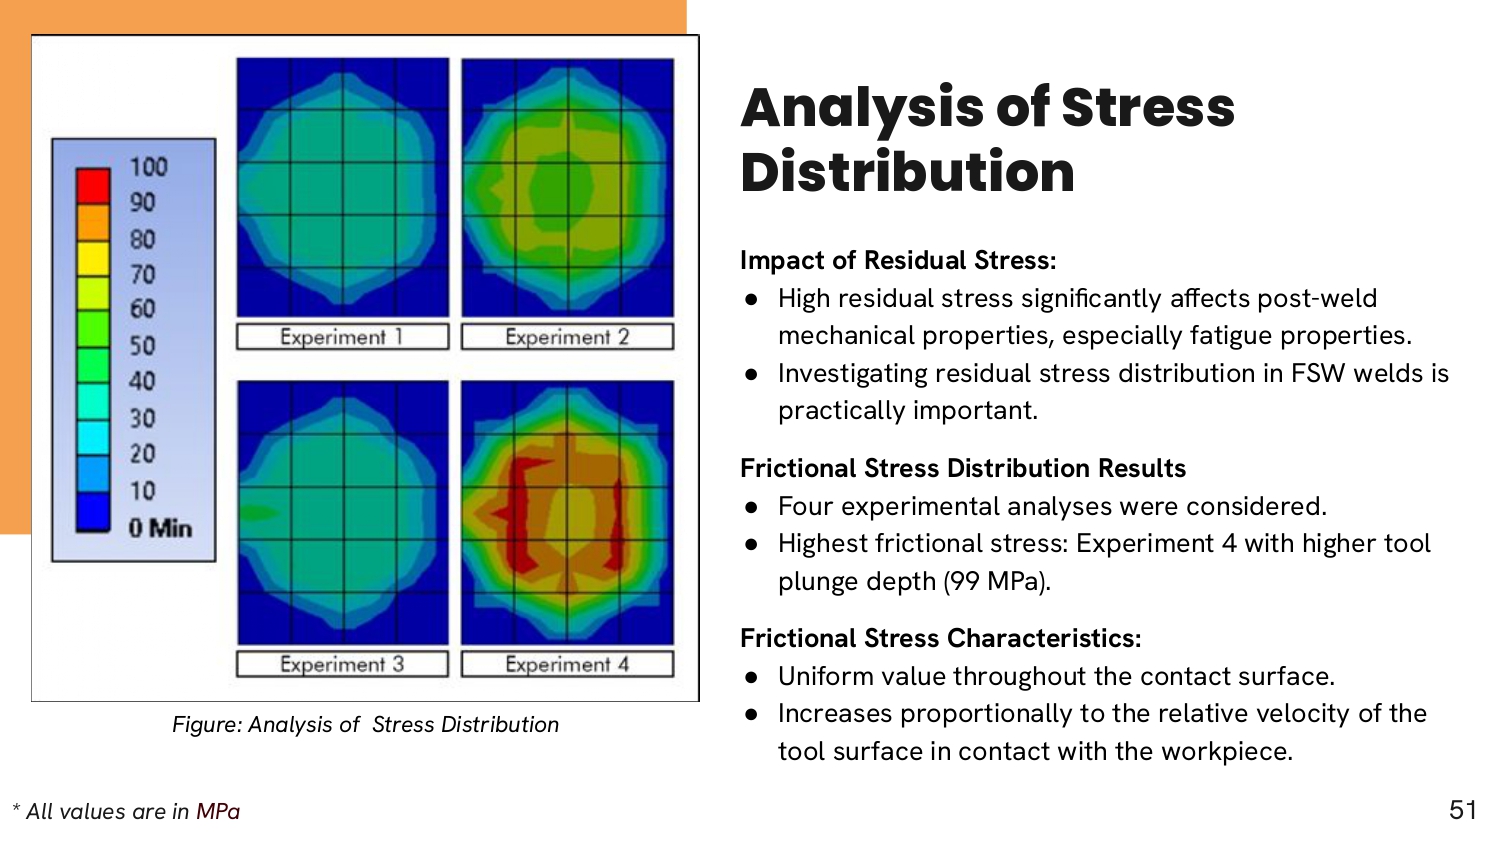 100
90
80
70
60
50
40
30
20
10
0 Min
Experiment 1
Experiment 2
Experiment 3
Experiment 4
Figure: Analysis of  Stress Distribution
Analysis of Stress
Distribution
Impact of Residual Stress:
● High residual stress significantly affects post-weld
mechanical properties, especially fatigue properties.
● Investigating residual stress distribution in FSW welds is
practically important.
Frictional Stress Distribution Results
● Four experimental analyses were considered.
● Highest frictional stress: Experiment 4 with higher tool
plunge depth (99 MPa).
Frictional Stress Characteristics:
● Uniform value throughout the contact surface.
● Increases proportionally to the relative velocity of the
tool surface in contact with the workpiece.
* All values are in MPa
51